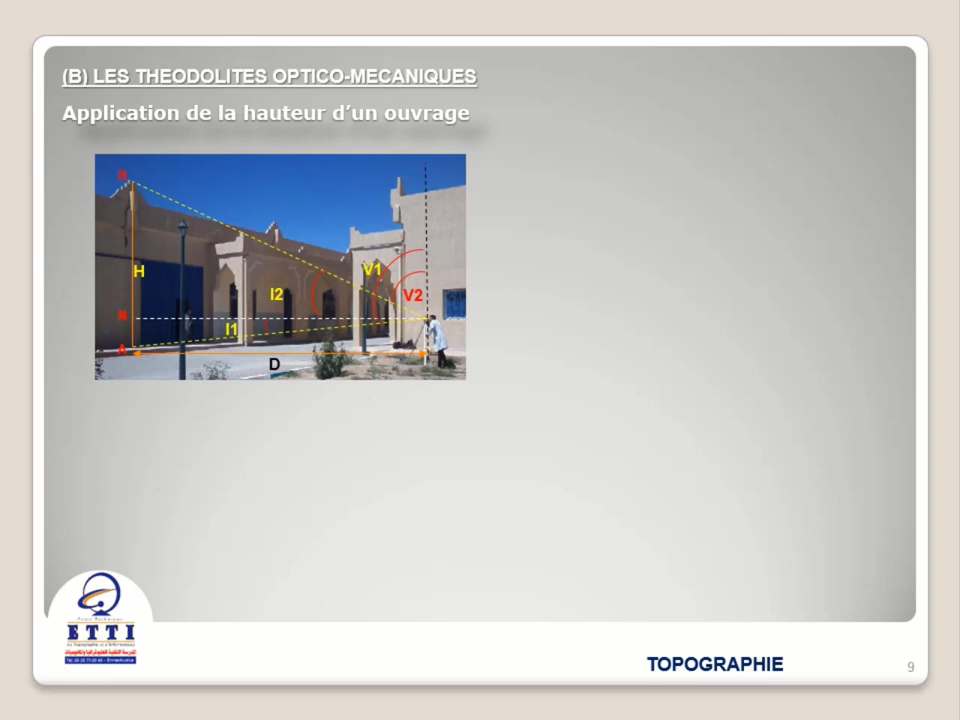 (B) LES THEODOLITES OPTICO-MECANIQUES
Application de la hauteur d’un ouvrage
B
H
V1
I2
V2
N
I1
A
D
ETTI
TOPOGRAPHIE
9